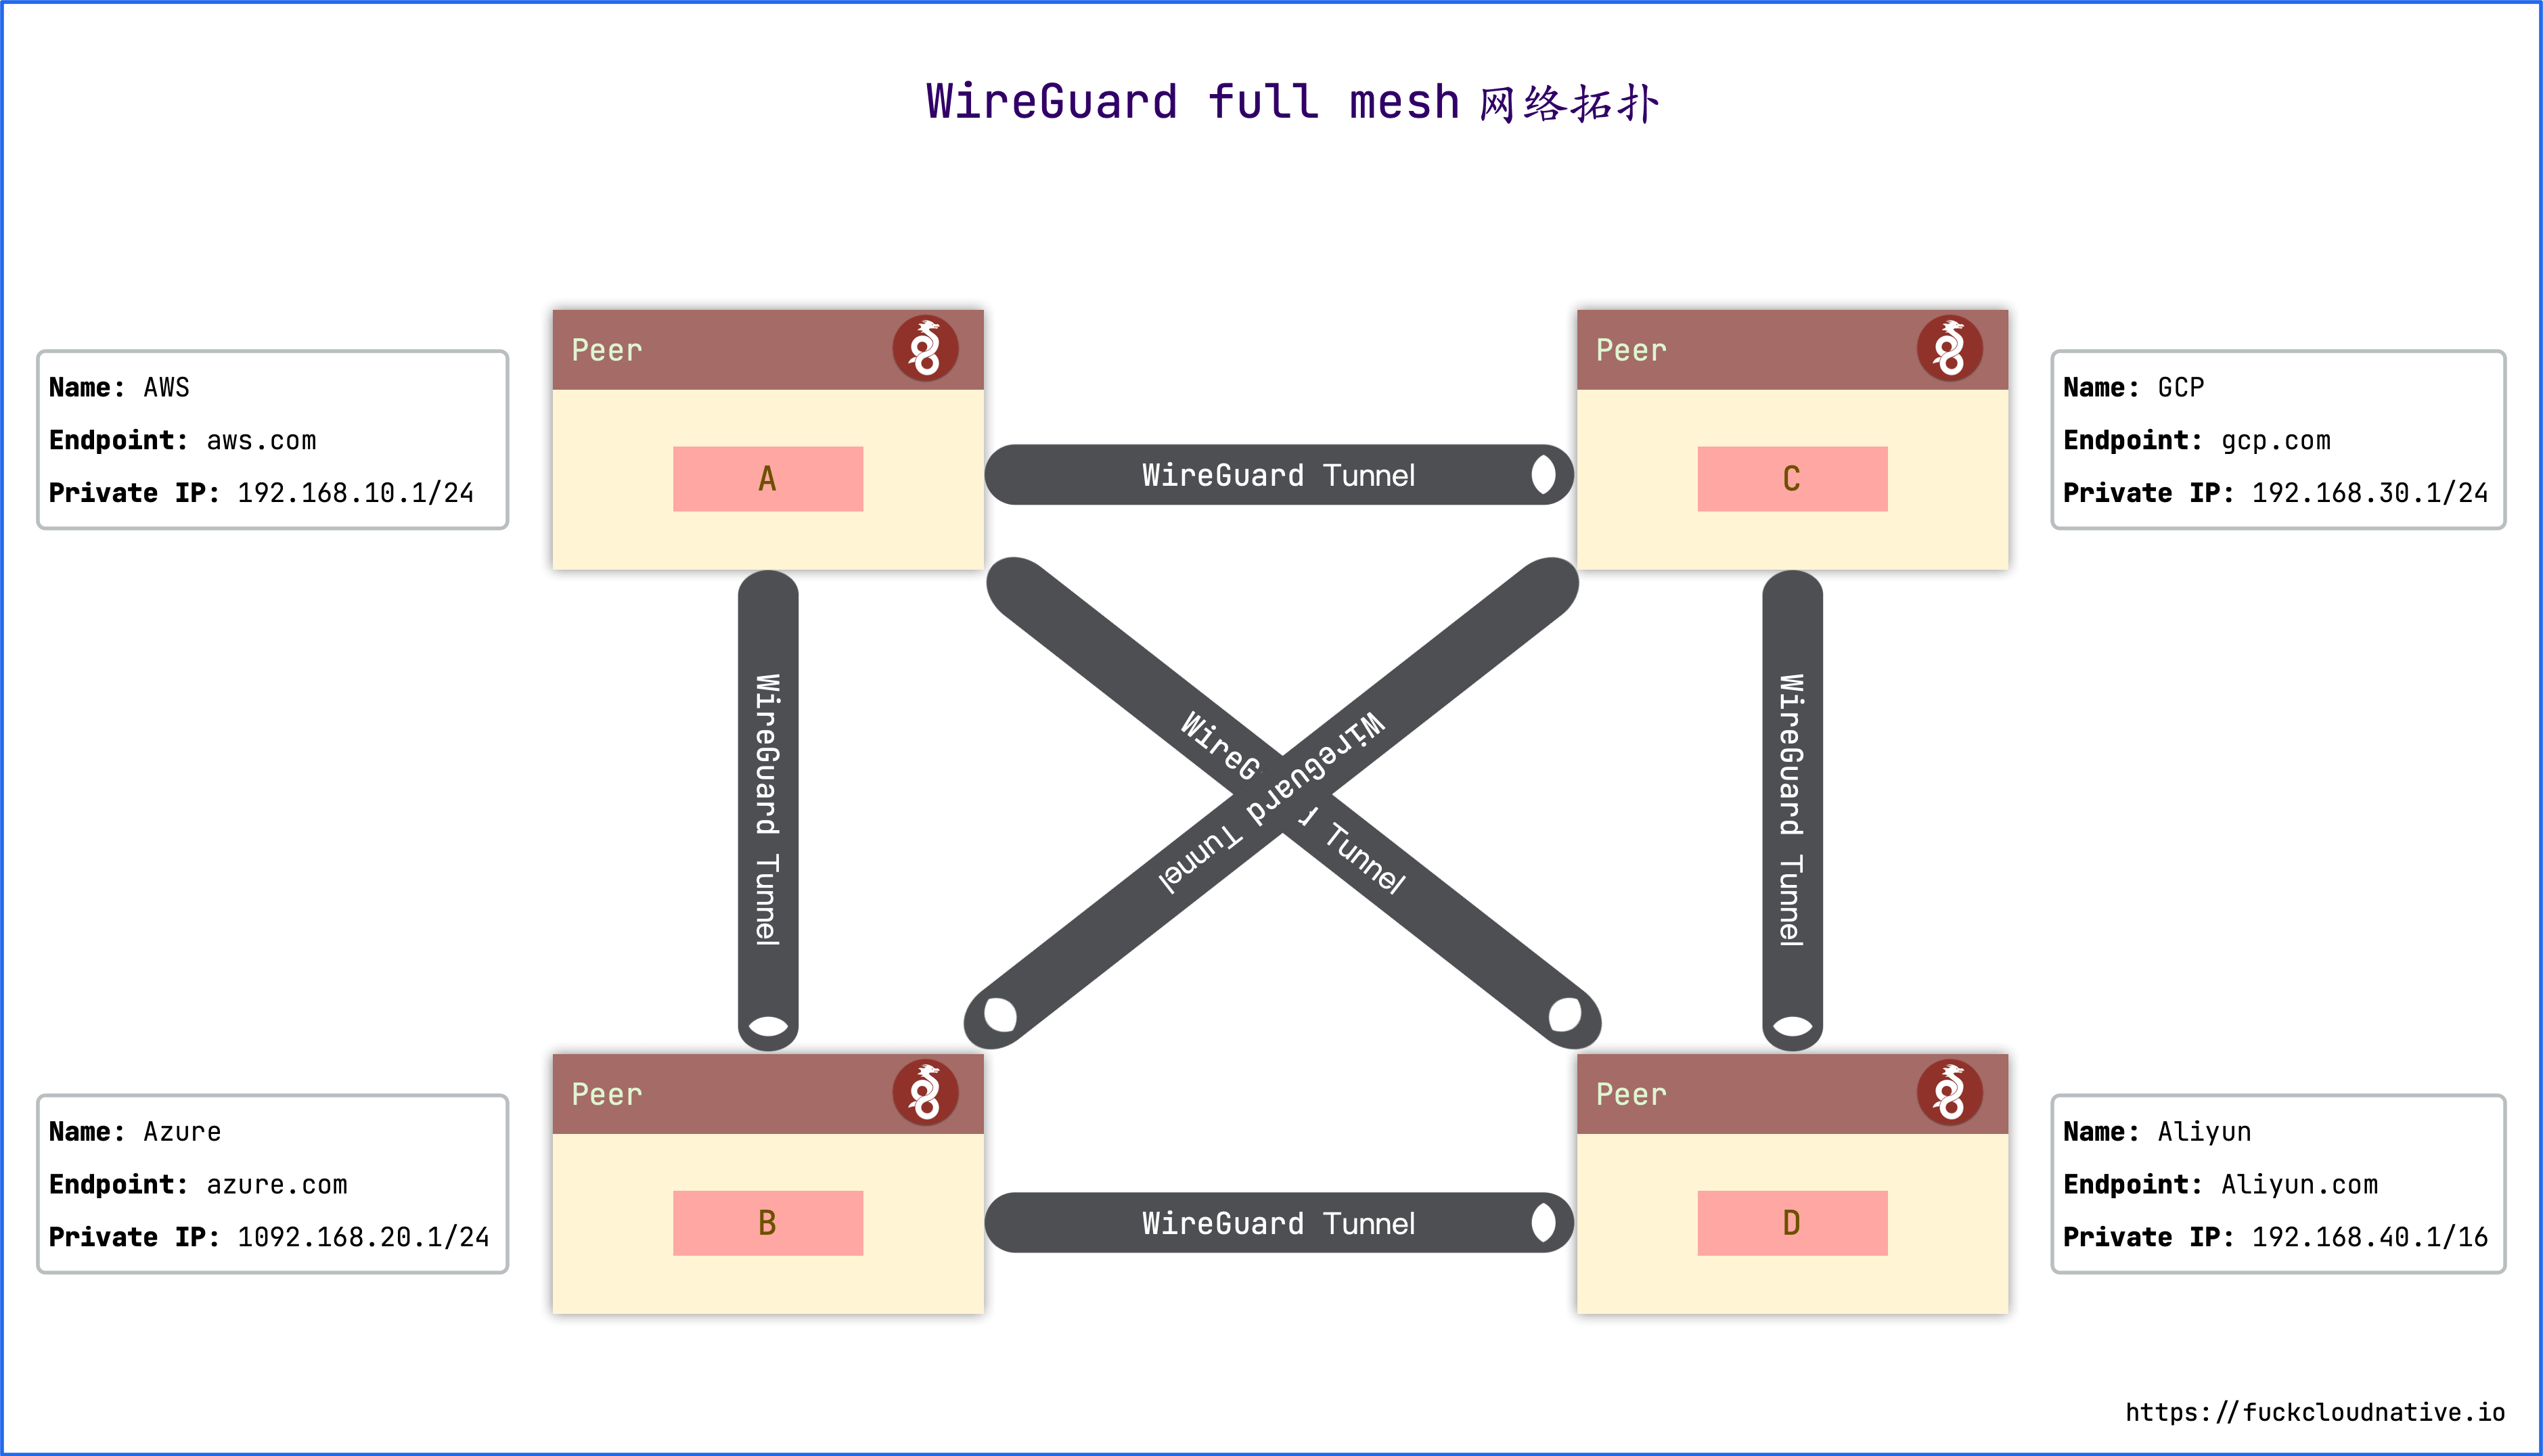 WireGuard full mesh 网络拓扑
Peer
Peer
Name: AWS
Endpoint: aws.com
Private IP: 192.168.10.1/24
A
WireGuard Tunnel
C
Name: GCP
Endpoint: gcp.com
Private IP: 192.168.30.1/24
WireGuard Tunnel
WireG r Tunnel
WireGuard Tunnel
WireGuard Tunnel
Peer
Peer
Name: Azure
Endpoint: azure.com
Private IP: 1092.168.20.1/24
B
WireGuard Tunnel
D
Name: Aliyun
Endpoint: Aliyun.com
Private IP: 192.168.40.1/16
https://fuckcloudnative.io